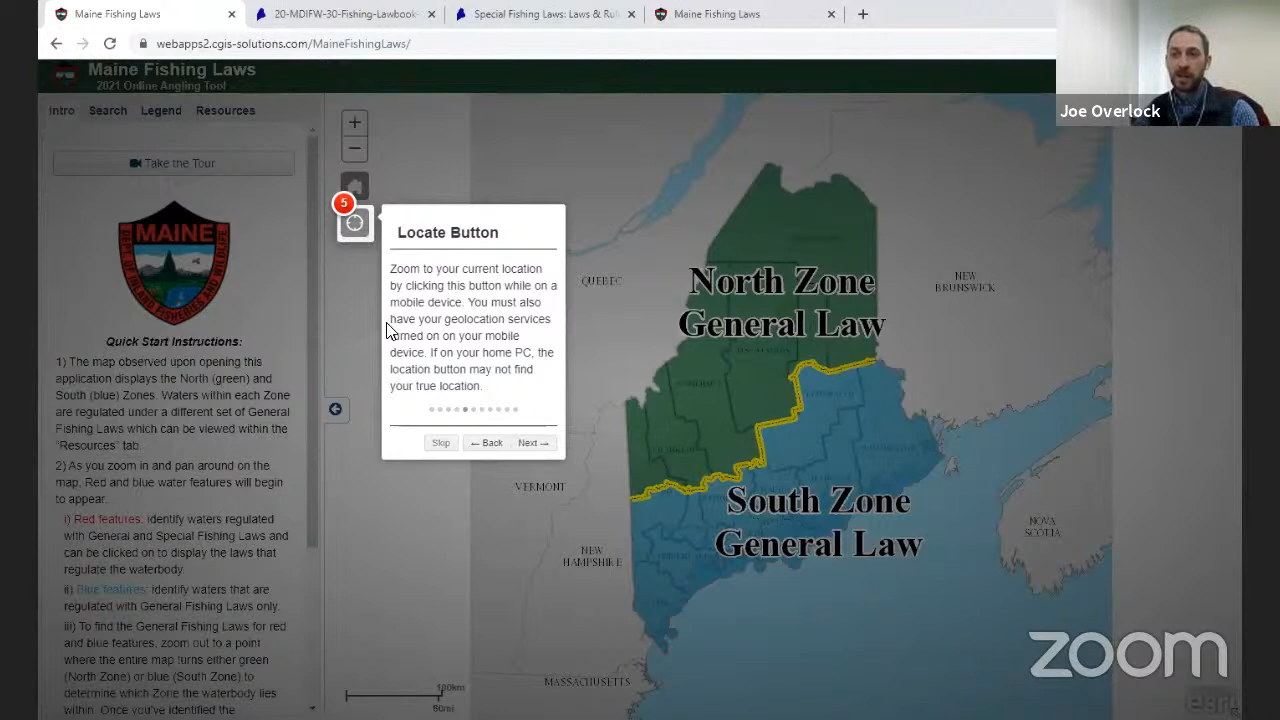 Maine Fishing Laws
20-MDIFW-30-Fishing-Lawbook-
Special Fishing Laws: Laws & Rul
Maine Fishing Laws
webapps2.cgis-solutions.com/MaineFishingLaws/
Joe Overlock
Maine Fishing Laws
2021 Online Angling Tool
Intro Search Legend Resources
Take the Tour
MAINE
DEPT. OF INLAND FISHERIES AND WILDLIFE
Quick Start Instructions:
1) The map observed upon opening this
application displays the North (green) and
South (blue) Zones. Waters within each Zone
are regulated under a different set of General
Fishing Laws which can be viewed within the
"Resources" tab.
2) As you zoom in and pan around on the
map, Red and blue water features will begin
to appear.
i) Red features: identify waters regulated
with General and Special Fishing Laws and
can be clicked on to display the laws that
regulate the waterbody.
ii) Blue features: identify waters that are
regulated with General Fishing Laws only.
iii) To find the General Fishing Laws for red
and blue features, zoom out to a point
where the entire map turns either green
(North Zone) or blue (South Zone) to
determine which Zone the waterbody lies
within. Once you've identified the
+
−
5
Locate Button
Zoom to your current location
by clicking this button while on a
mobile device. You must also
have your geolocation services
turned on on your mobile
device. If on your home PC, the
location button may not find
your true location.
Skip ← Back Next →
QUEBEC
NEW
BRUNSWICK
North Zone
General Law
South Zone
General Law
VERMONT
NEW
HAMPSHIRE
NOVA
SCOTIA
MASSACHUSETTS
100km
60mi
zoom
esri